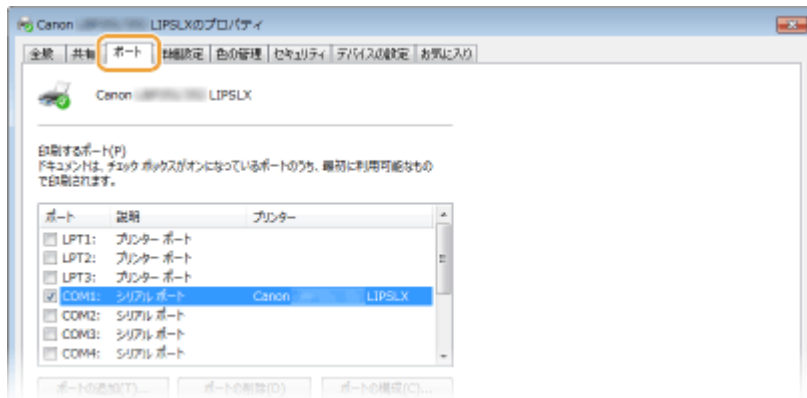 Canon LIPSLXのプロパティ
全般 共有 ポート 詳細設定 色の管理 セキュリティ デバイスの設定 お気に入り
Canon LIPSLX
印刷するポート(P)
ドキュメントは、チェック ボックスがオンになっているポートのうち、最初に利用可能なもの
で印刷されます。
ポート 説明 プリンター
LPT1: プリンター ポート
LPT2: プリンター ポート
LPT3: プリンター ポート
COM1: シリアル ポート Canon LIPSLX
COM2: シリアル ポート
COM3: シリアル ポート
COM4: シリアル ポート
ポートの追加(T)... ポートの削除(D) ポートの構成(C)...